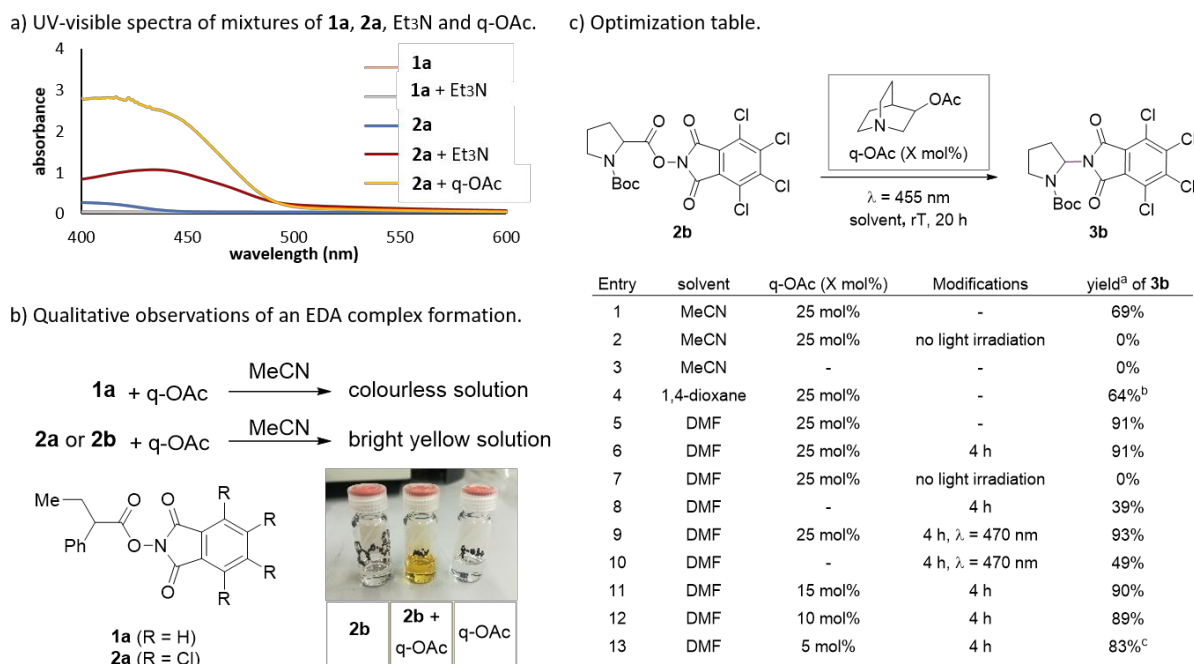 a) UV-visible spectra of mixtures of 1a, 2a, Et3N and q-OAc.
4
3
2
1
0
absorbance
400
450
500
550
600
wavelength (nm)
1a
1a + Et3N
2a
2a + Et3N
2a + q-OAc
b) Qualitative observations of an EDA complex formation.
1a + q-OAc
MeCN
colourless solution
2a or 2b + q-OAc
MeCN
bright yellow solution
Me
O
O
R
R
Ph
O
N
R
O
R
1a (R = H)
2a (R = Cl)
2b
2b +
q-OAc
q-OAc
c) Optimization table.
O
O
Cl
Cl
N
O
N
Boc
O
Cl
Cl
2b
OAc
N
q-OAc (X mol%)
λ = 455 nm
solvent, rT, 20 h
O
Cl
Cl
N
N
Boc
O
Cl
Cl
3b
Entry solvent q-OAc (X mol%) Modifications yieldᵃ of 3b
1 MeCN 25 mol% - 69%
2 MeCN 25 mol% no light irradiation 0%
3 MeCN - - 0%
4 1,4-dioxane 25 mol% - 64%ᵇ
5 DMF 25 mol% - 91%
6 DMF 25 mol% 4 h 91%
7 DMF 25 mol% no light irradiation 0%
8 DMF - 4 h 39%
9 DMF 25 mol% 4 h, λ = 470 nm 93%
10 DMF - 4 h, λ = 470 nm 49%
11 DMF 15 mol% 4 h 90%
12 DMF 10 mol% 4 h 89%
13 DMF 5 mol% 4 h 83%ᶜ